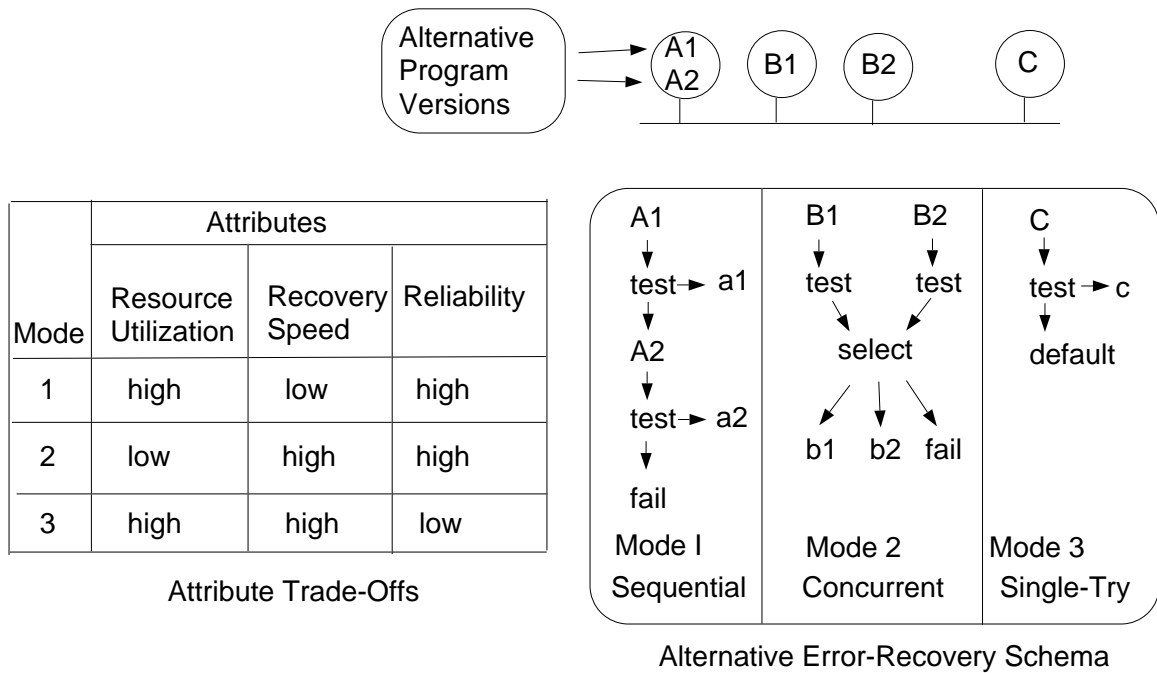 Alternative
Program
Versions
A1
A2
B1
B2
C
Attributes
Mode
Resource
Utilization
Recovery
Speed
Reliability
1 high low high
2 low high high
3 high high low
Attribute Trade-Offs
A1
test a1
A2
test a2
fail
Mode I
Sequential
B1 B2
test test
select
b1 b2 fail
Mode 2
Concurrent
C
test c
default
Mode 3
Single-Try
Alternative Error-Recovery Schema